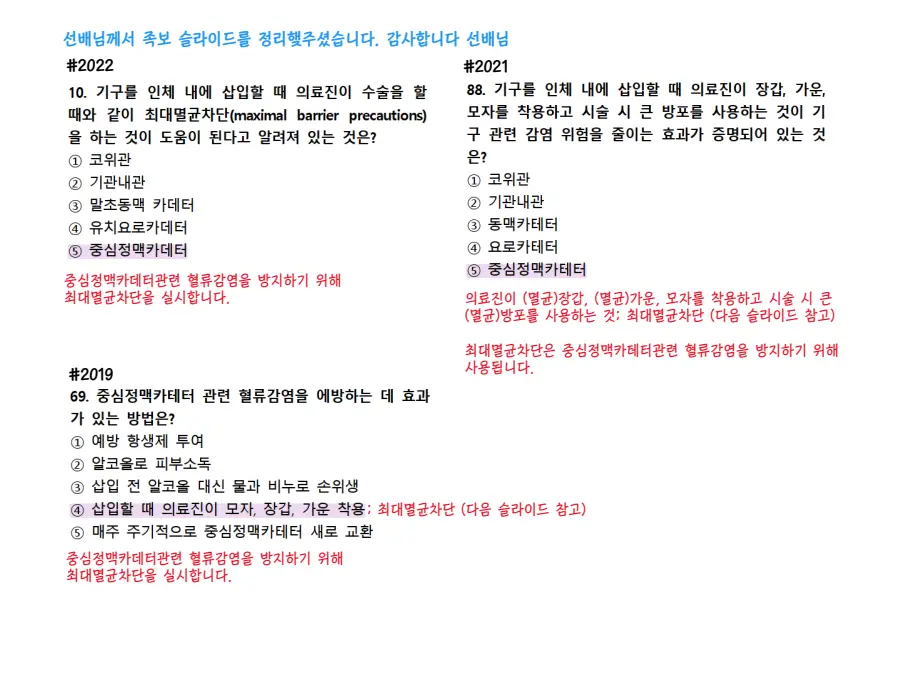 선배님께서 족보 슬라이드를 정리햊주셨습니다. 감사합니다 선배님
#2022
10. 기구를 인체 내에 삽입할 때 의료진이 수술을 할
때와 같이 최대멸균차단(maximal barrier precautions)
을 하는 것이 도움이 된다고 알려져 있는 것은?
① 코위관
② 기관내관
③ 말초동맥 카데터
④ 유치요로카데터
⑤ 중심정맥카데터
중심정맥카데터관련 혈류감염을 방지하기 위해
최대멸균차단을 실시합니다.
#2021
88. 기구를 인체 내에 삽입할 때 의료진이 장갑, 가운,
모자를 착용하고 시술 시 큰 방포를 사용하는 것이 기
구 관련 감염 위험을 줄이는 효과가 증명되어 있는 것
은?
① 코위관
② 기관내관
③ 동맥카테터
④ 요로카테터
⑤ 중심정맥카테터
의료진이 (멸균)장갑, (멸균)가운, 모자를 착용하고 시술 시 큰
(멸균)방포를 사용하는 것; 최대멸균차단 (다음 슬라이드 참고)
최대멸균차단은 중심정맥카테터관련 혈류감염을 방지하기 위해
사용됩니다.
#2019
69. 중심정맥카테터 관련 혈류감염을 에방하는 데 효과
가 있는 방법은?
① 예방 항생제 투여
② 알코올로 피부소독
③ 삽입 전 알코올 대신 물과 비누로 손위생
④ 삽입할 때 의료진이 모자, 장갑, 가운 착용; 최대멸균차단 (다음 슬라이드 참고)
⑤ 매주 주기적으로 중심정맥카테터 새로 교환
중심정맥카데터관련 혈류감염을 방지하기 위해
최대멸균차단을 실시합니다.